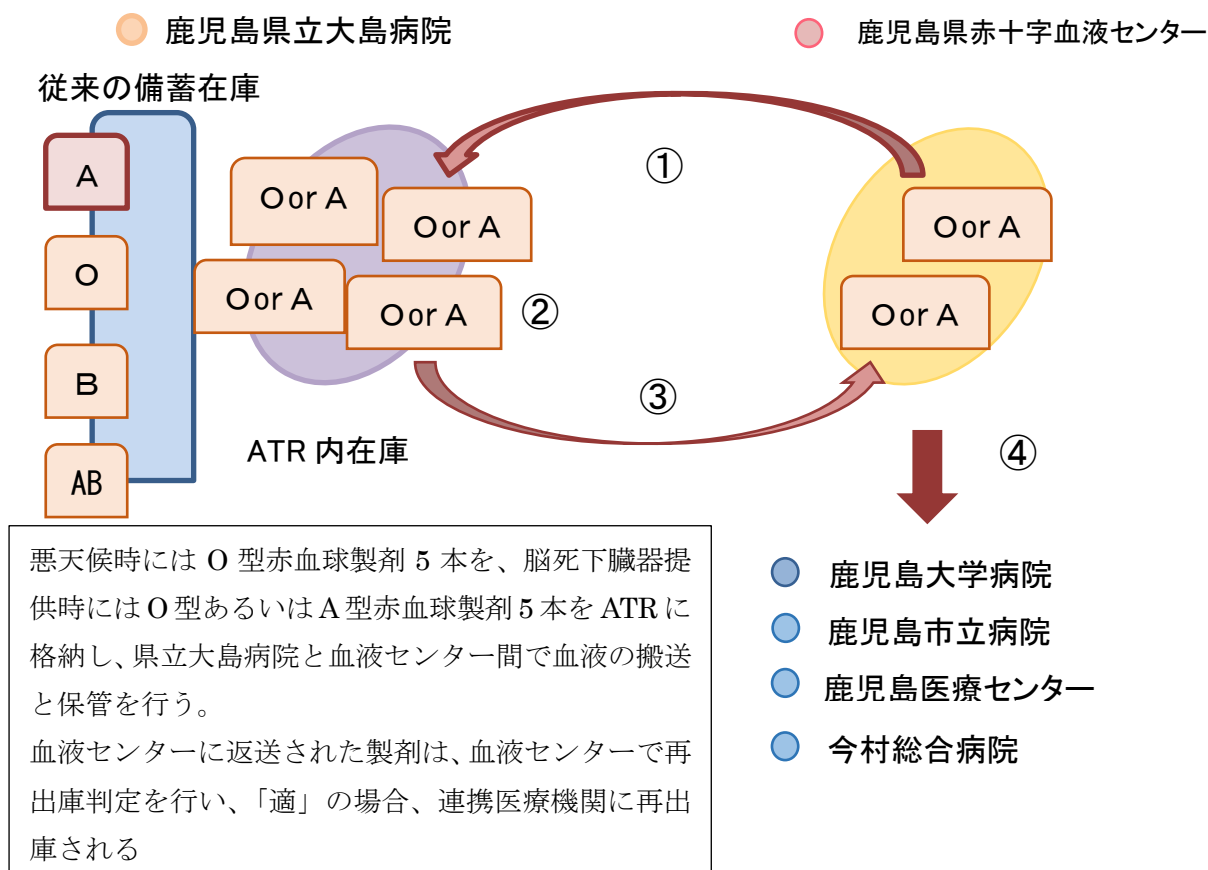 鹿児島県立大島病院
鹿児島県赤十字血液センター
従来の備蓄在庫
A
O
B
AB
O or A
O or A
O or A
O or A
ATR 内在庫
①
②
③
O or A
O or A
④
悪天候時には O 型赤血球製剤 5 本を、脳死下臓器提
供時には O 型あるいは A 型赤血球製剤 5 本を ATR に
格納し、県立大島病院と血液センター間で血液の搬送
と保管を行う。
血液センターに返送された製剤は、血液センターで再
出庫判定を行い、「適」の場合、連携医療機関に再出
庫される
鹿児島大学病院
鹿児島市立病院
鹿児島医療センター
今村総合病院